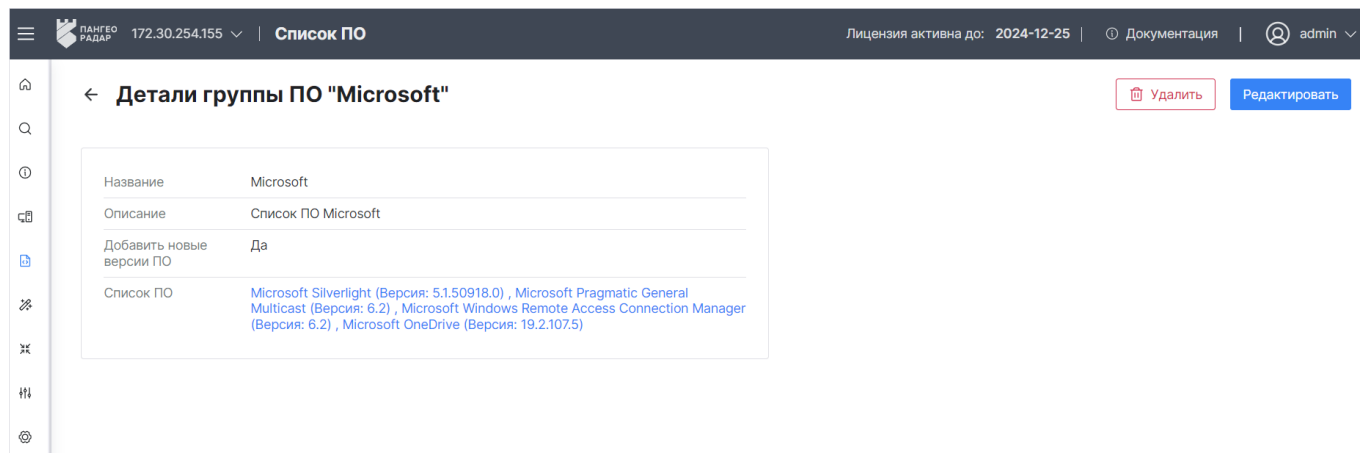 ПАНГЕО РАДАР 172.30.254.155 | Список ПО Лицензия активна до: 2024-12-25 | Документация | admin
Детали группы ПО "Microsoft" Удалить Редактировать
Название Microsoft
Описание Список ПО Microsoft
Добавить новые версии ПО Да
Список ПО Microsoft Silverlight (Версия: 5.1.50918.0) , Microsoft Pragmatic General
Multicast (Версия: 6.2) , Microsoft Windows Remote Access Connection Manager
(Версия: 6.2) , Microsoft OneDrive (Версия: 19.2.107.5)